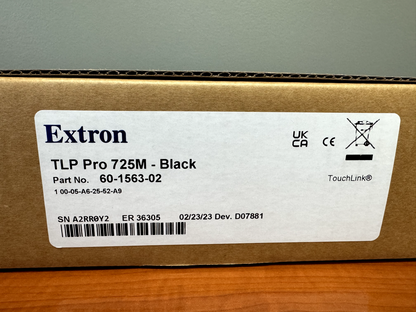 Extron
UK
CA
CE
TLP Pro 725M - Black
Part No. 60-1563-02
TouchLink®
1 00-05-A6-25-52-A9
SN A2RR0Y2 ER 36305 02/23/23 Dev. D07881